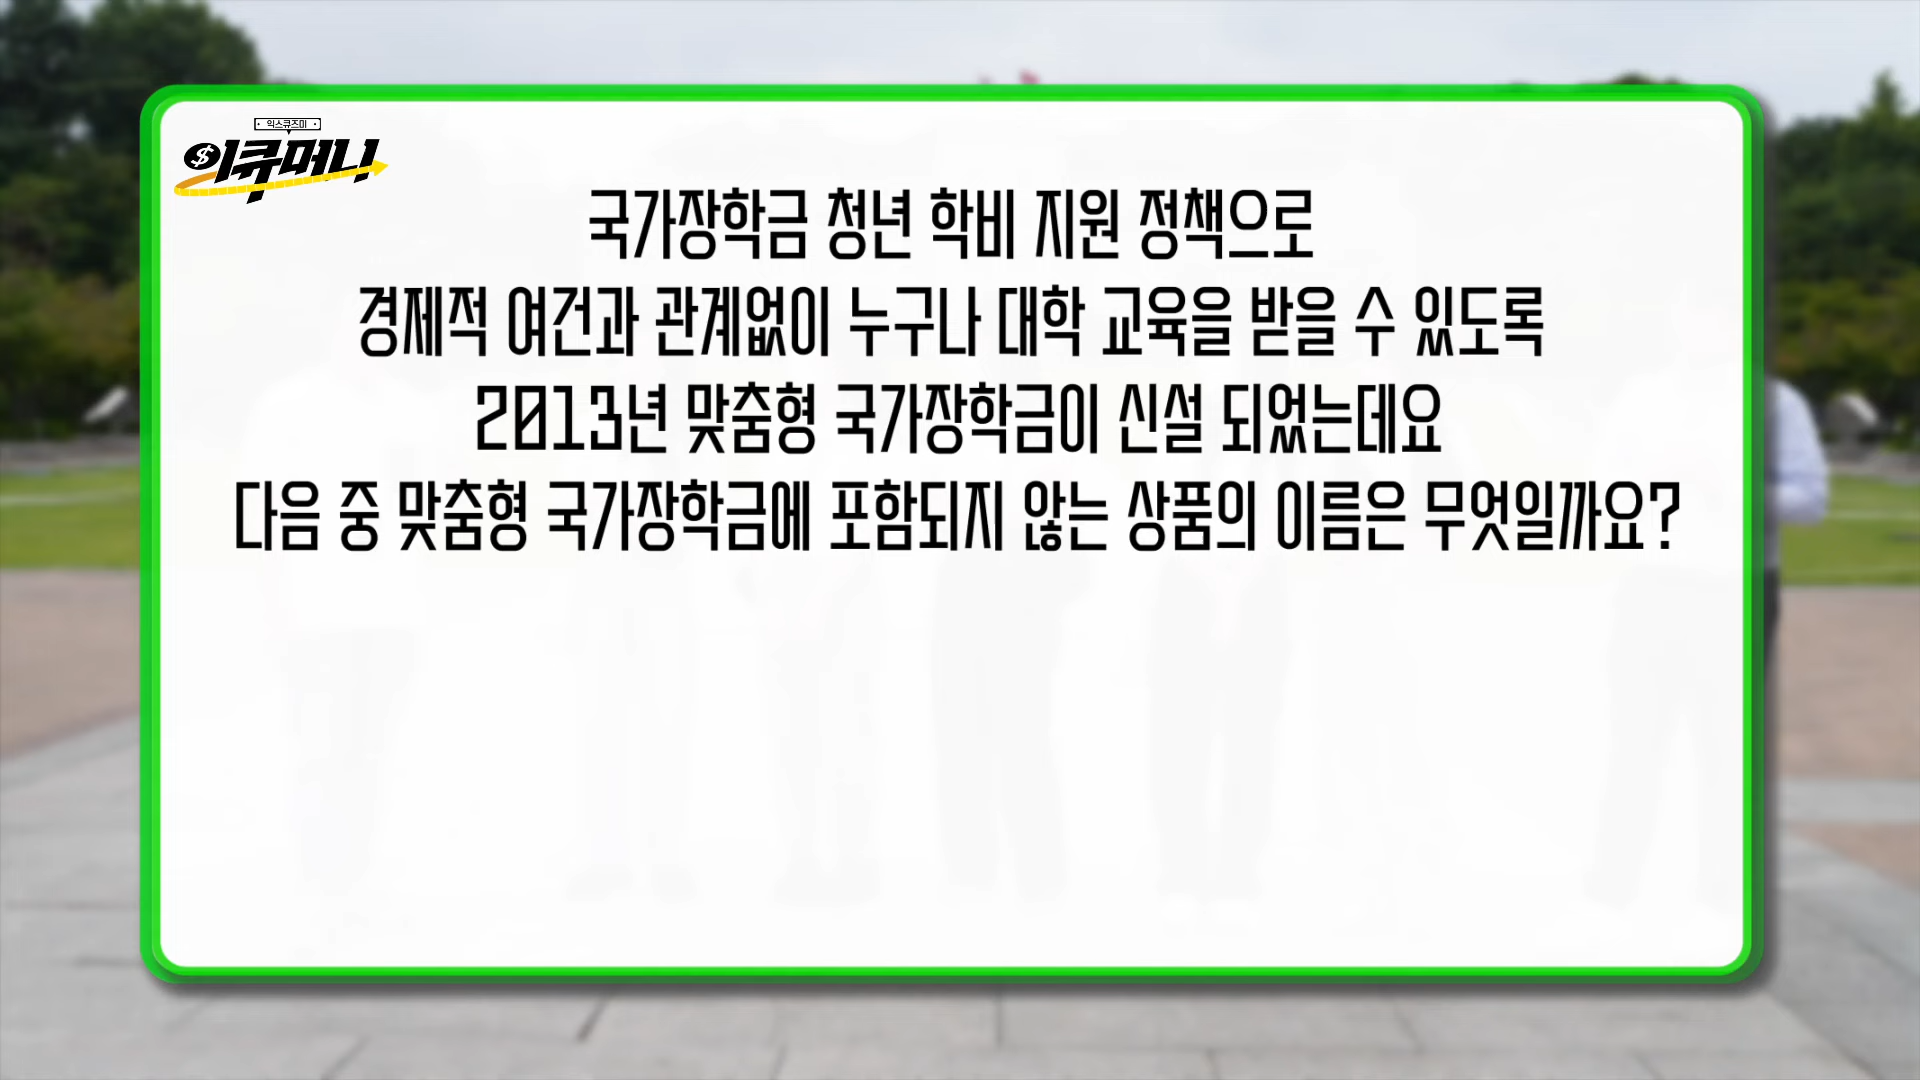 익스큐즈미
이큐머니
국가장학금 청년 학비 지원 정책으로
경제적 여건과 관계없이 누구나 대학 교육을 받을 수 있도록
2013년 맞춤형 국가장학금이 신설 되었는데요
다음 중 맞춤형 국가장학금에 포함되지 않는 상품의 이름은 무엇일까요?